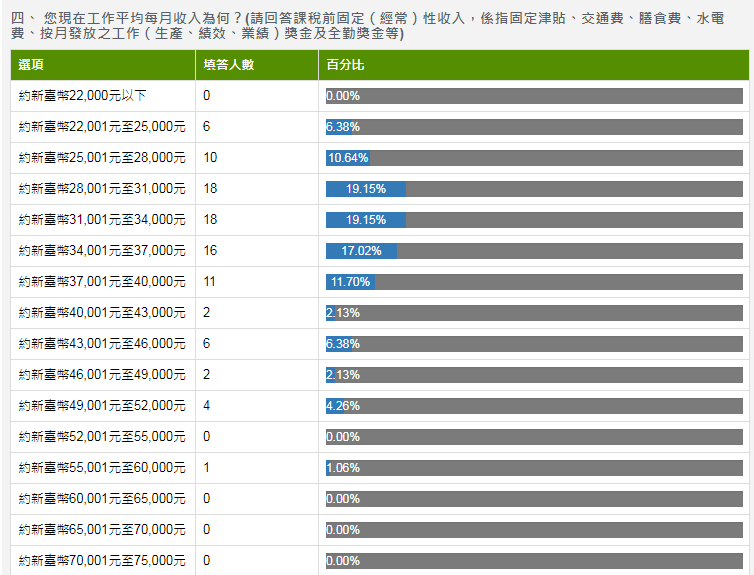 四、 您現在工作平均每月收入為何？(請回答課稅前固定（經常）性收入，係指固定津貼、交通費、膳食費、水電
費、按月發放之工作（生產、績效、業績）獎金及全勤獎金等)
選項 填答人數 百分比
約新臺幣22,000元以下 0 0.00%
約新臺幣22,001元至25,000元 6 6.38%
約新臺幣25,001元至28,000元 10 10.64%
約新臺幣28,001元至31,000元 18 19.15%
約新臺幣31,001元至34,000元 18 19.15%
約新臺幣34,001元至37,000元 16 17.02%
約新臺幣37,001元至40,000元 11 11.70%
約新臺幣40,001元至43,000元 2 2.13%
約新臺幣43,001元至46,000元 6 6.38%
約新臺幣46,001元至49,000元 2 2.13%
約新臺幣49,001元至52,000元 4 4.26%
約新臺幣52,001元至55,000元 0 0.00%
約新臺幣55,001元至60,000元 1 1.06%
約新臺幣60,001元至65,000元 0 0.00%
約新臺幣65,001元至70,000元 0 0.00%
約新臺幣70,001元至75,000元 0 0.00%